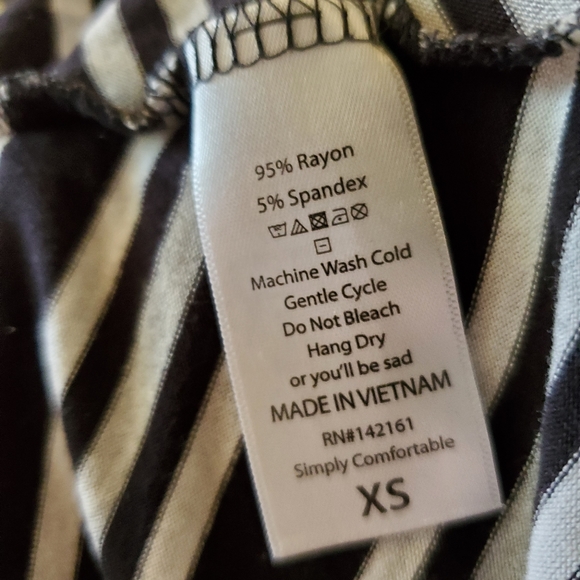 95% Rayon
5% Spandex
Machine Wash Cold
Gentle Cycle
Do Not Bleach
Hang Dry
or you'll be sad
MADE IN VIETNAM
RN#142161
Simply Comfortable
XS